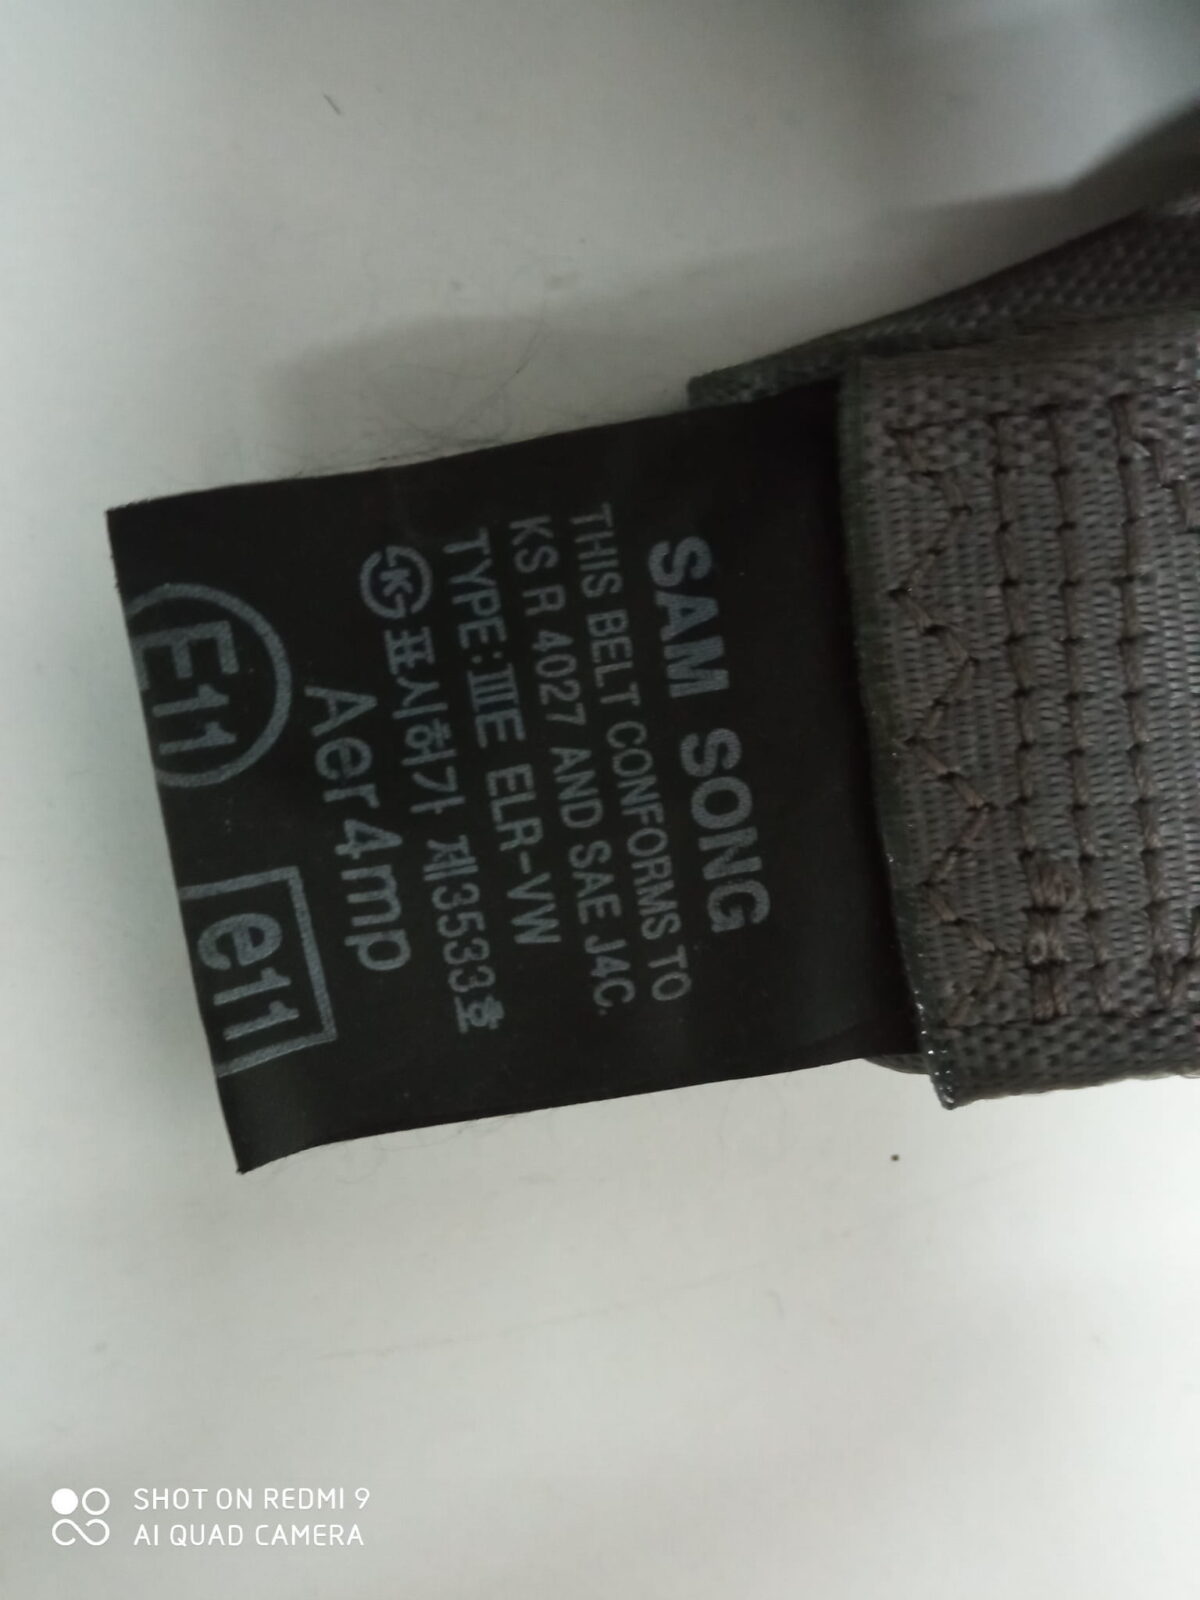 SAM SONG
THIS BELT CONFORMS TO
KS R 4027 AND SAE J4C.
TYPE:ⅢE ELR-VW
K 표시허가 제3533호
Aer4mp
E11 e11
SHOT ON REDMI 9
AI QUAD CAMERA